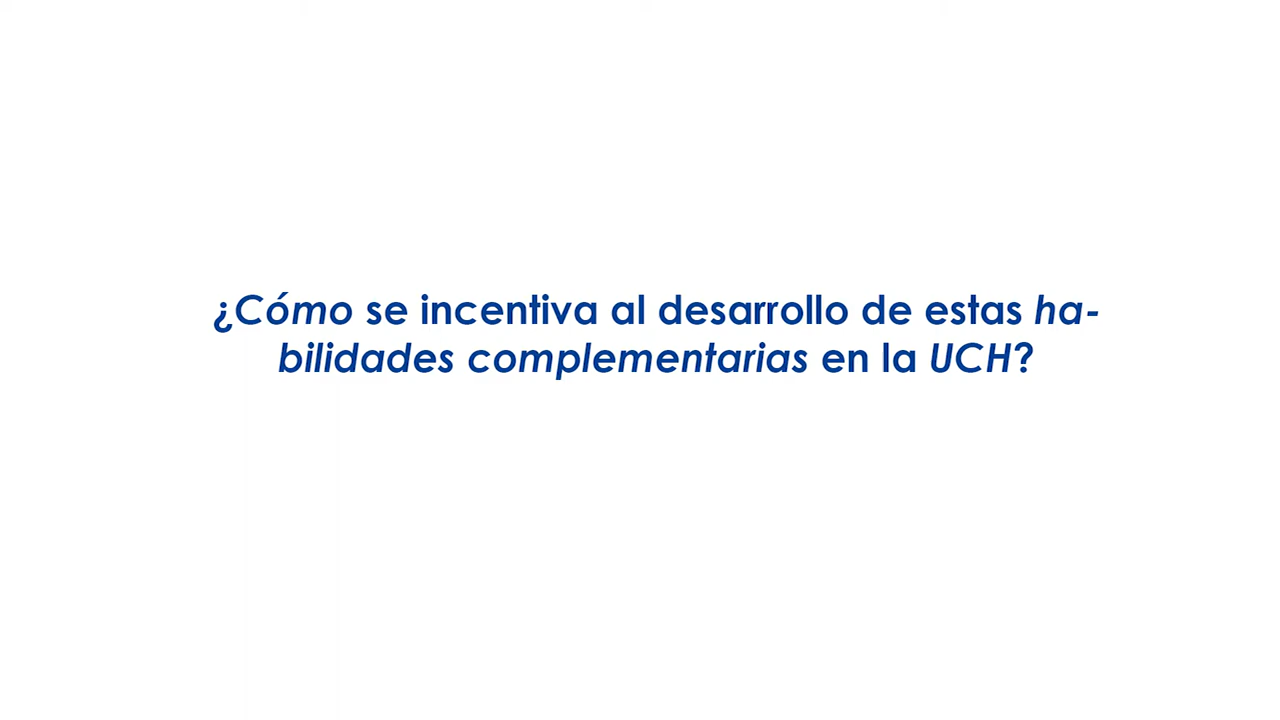 ¿Cómo se incentiva al desarrollo de estas ha-
bilidades complementarias en la UCH?